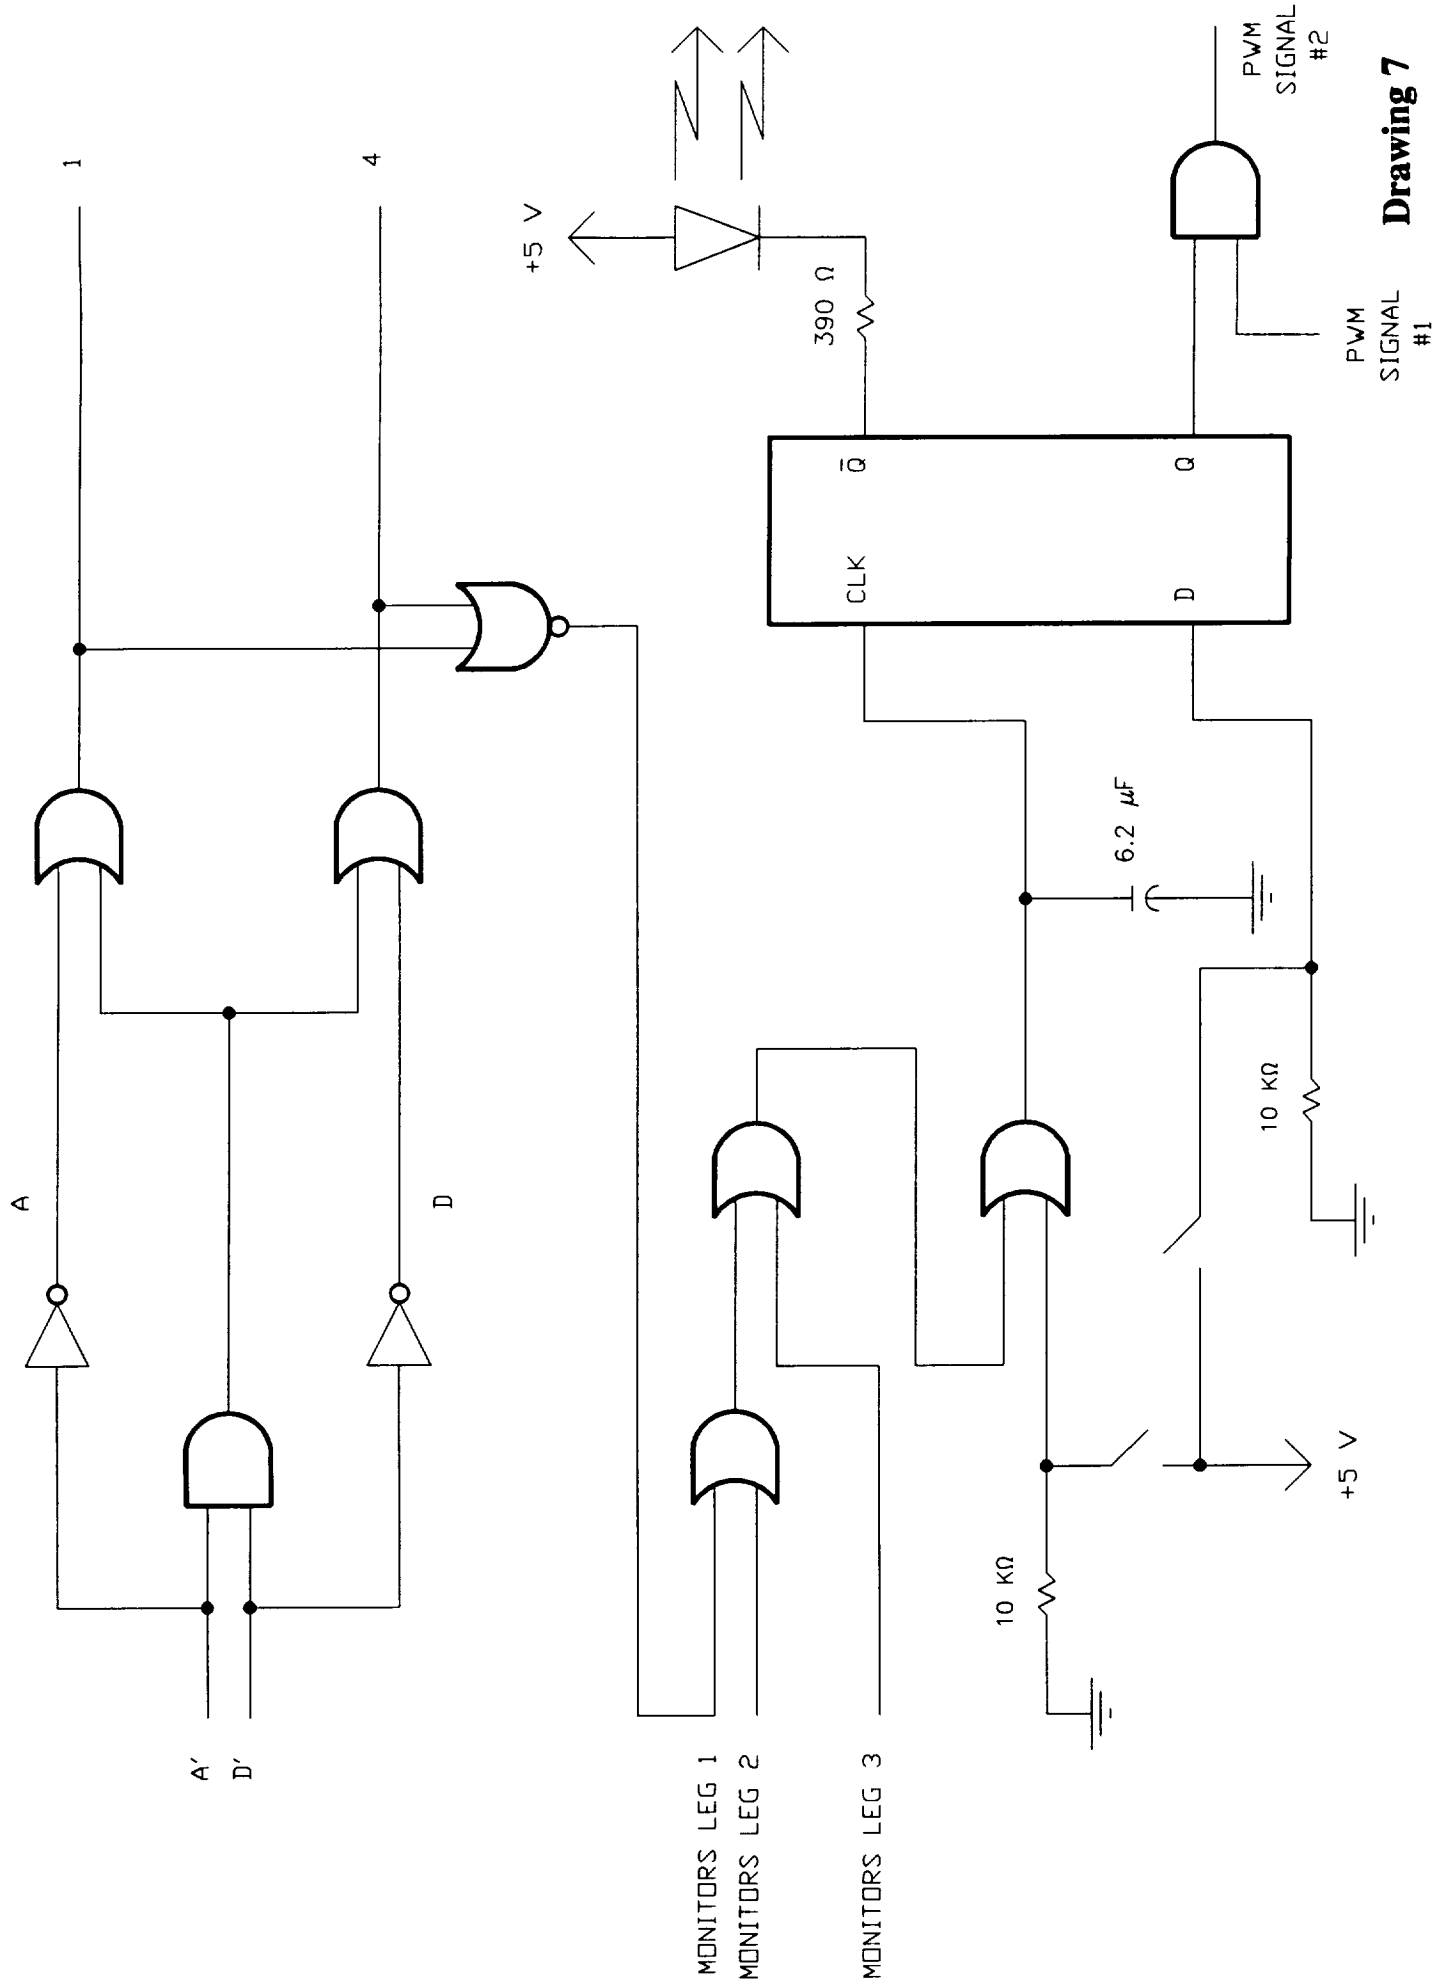 A'
D'
A
D
1
4
MONITORS LEG 1
MONITORS LEG 2
MONITORS LEG 3
+5 V
390 Ω
CLK
Q̅
D
Q
6.2 μF
10 KΩ
10 KΩ
+5 V
PWM
SIGNAL
#1
PWM
SIGNAL
#2
Drawing 7